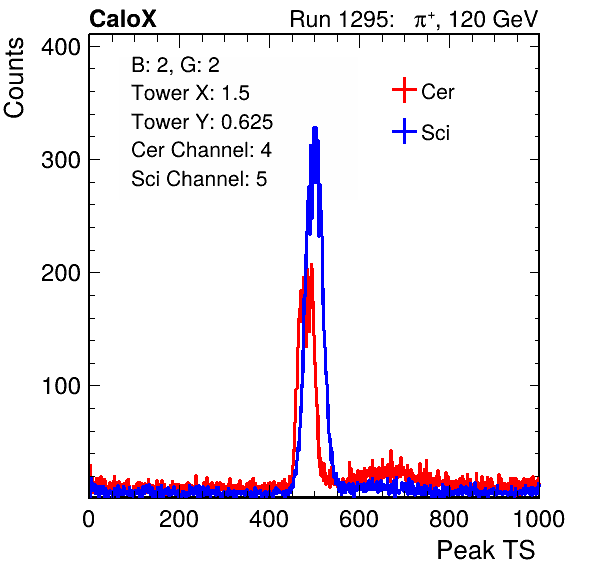 CaloX Run 1295: π+, 120 GeV
Counts
B: 2, G: 2
Tower X: 1.5
Tower Y: 0.625
Cer Channel: 4
Sci Channel: 5
Cer
Sci
400
300
200
100
0 200 400 600 800 1000
Peak TS